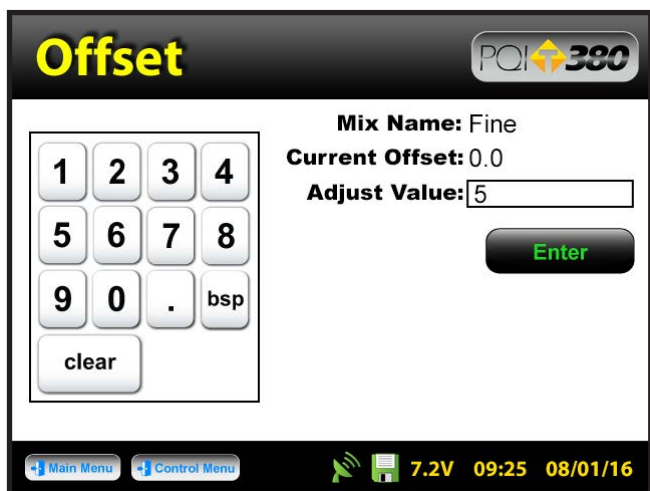 Offset
PQI T 380
Mix Name: Fine
Current Offset: 0.0
Adjust Value: 5
1 2 3 4
5 6 7 8
9 0 . bsp
clear
Enter
Main Menu
Control Menu
7.2V 09:25 08/01/16